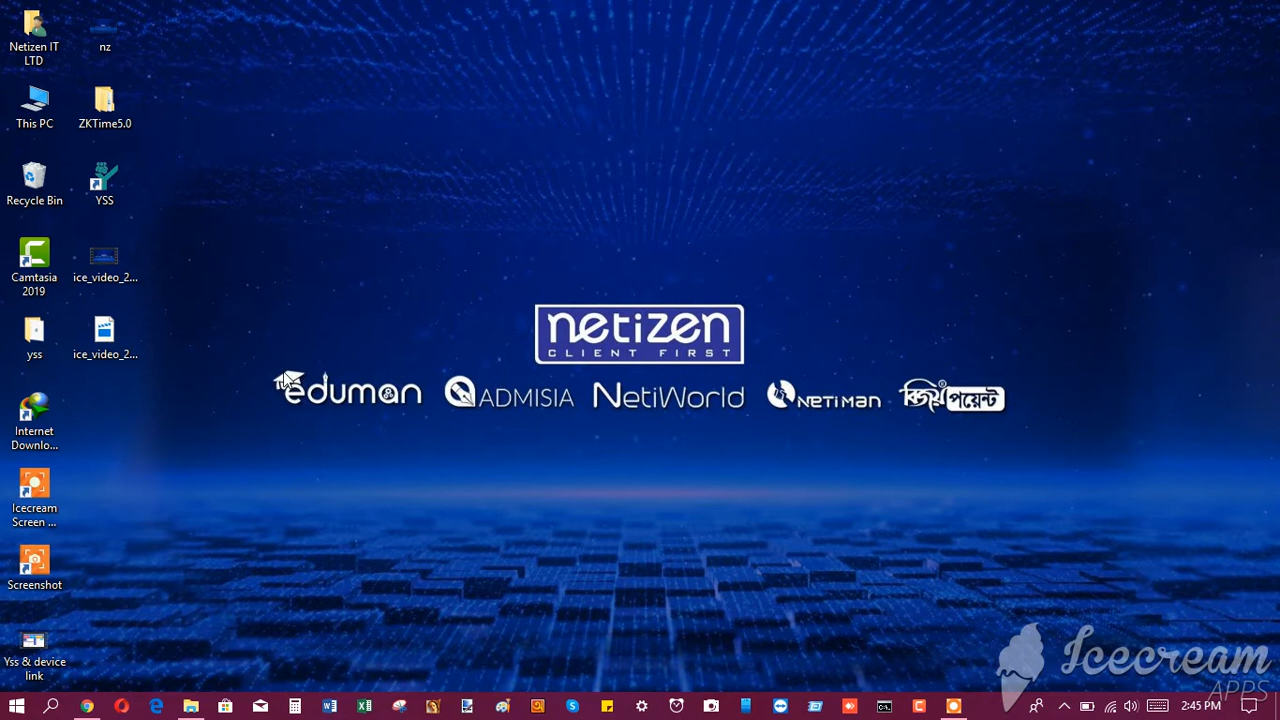 Netizen IT
LTD
nz
This PC
ZKTime5.0
Recycle Bin
YSS
Camtasia
2019
ice_video_2...
yss
ice_video_2...
Internet
Downlo...
Icecream
Screen ...
Screenshot
Yss & device
link
netizen
CLIENT FIRST
eduman
ADMISIA
NetiWorld
NETIMAN
বিজয়® পয়েন্ট
Icecream
APPS
2:45 PM